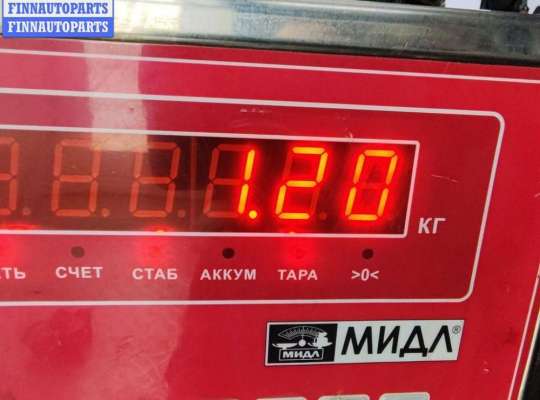 FINNAUTOPARTS
FINNAUTOPARTS
1.20
КГ
СЧЕТ СТАБ АККУМ ТАРА >0<
МИДЛ МИДЛ®